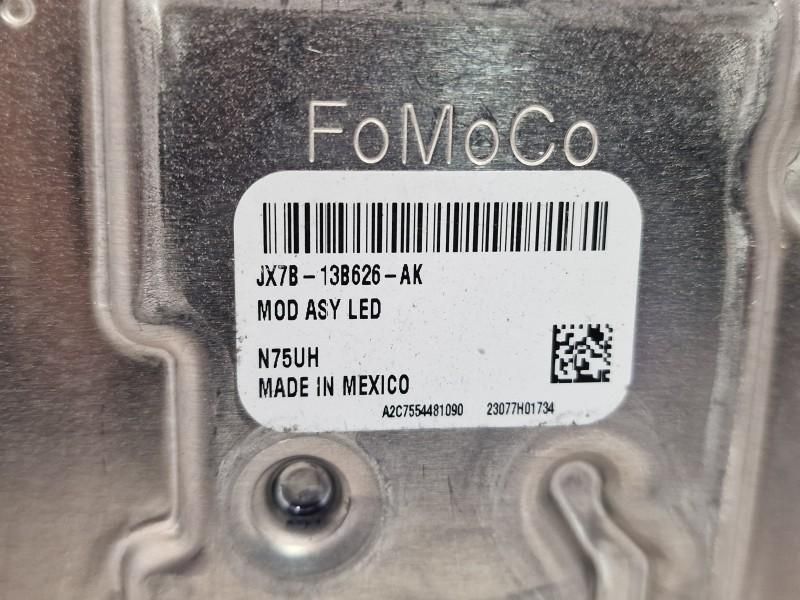 FoMoCo
JX7B-13B626-AK
MOD ASY LED
N75UH
MADE IN MEXICO
A2C7554481090 23077H01734